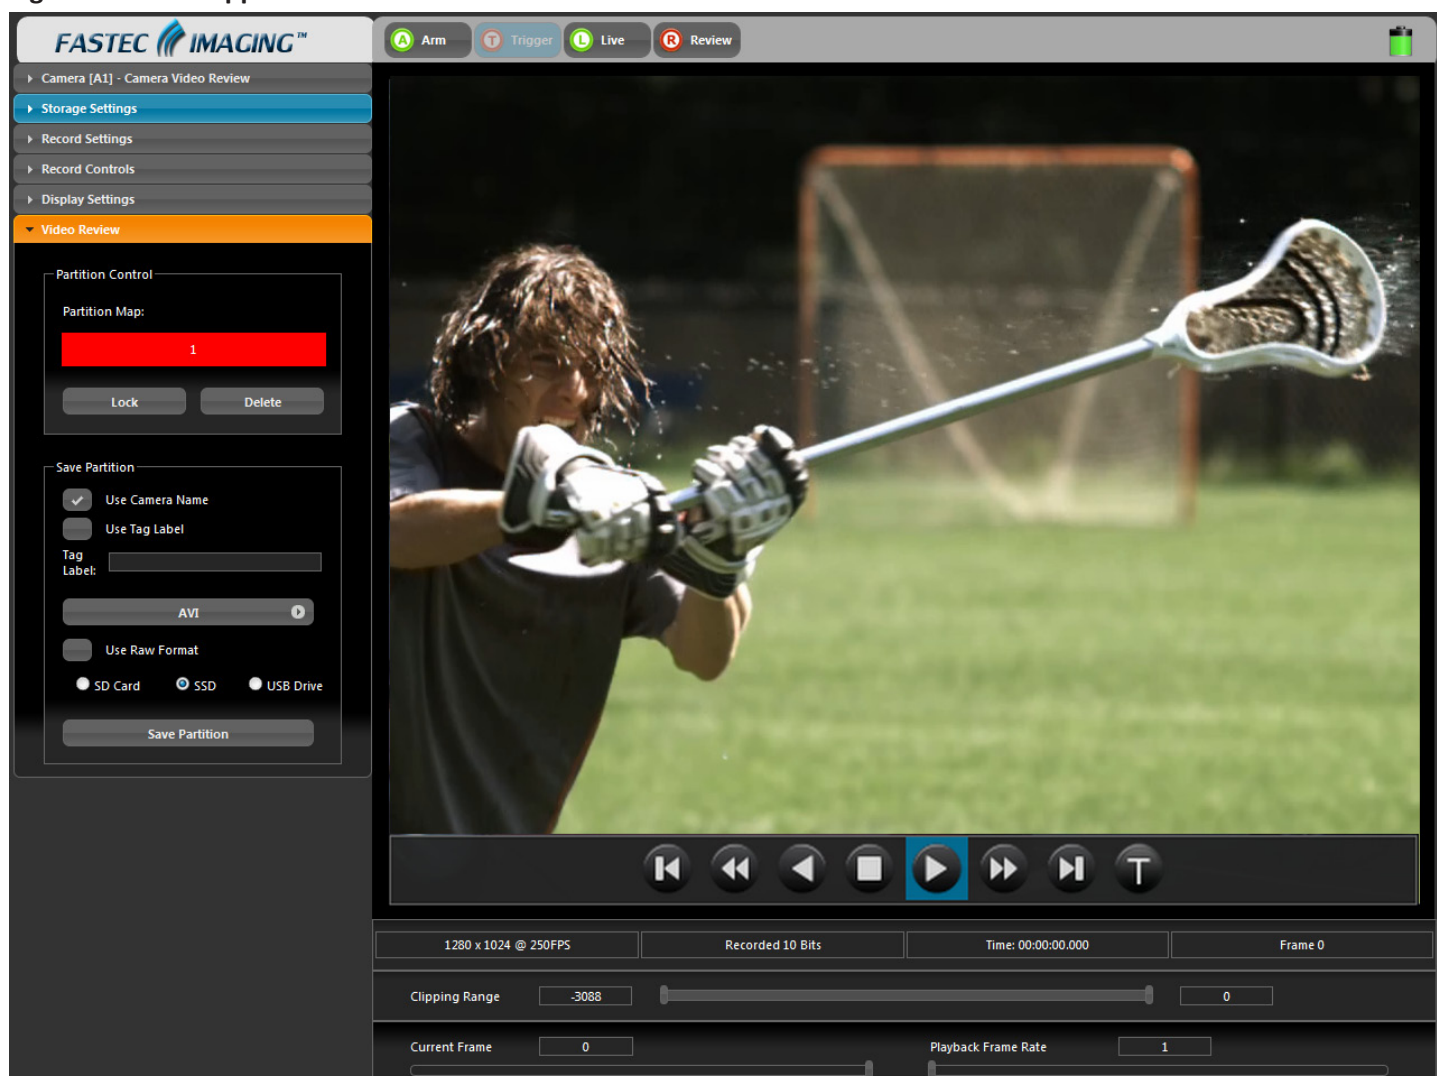 FASTEC IMAGING™
A Arm
T Trigger
L Live
R Review
Camera [A1] - Camera Video Review
Storage Settings
Record Settings
Record Controls
Display Settings
Video Review
Partition Control
Partition Map:
1
Lock Delete
Save Partition
Use Camera Name
Use Tag Label
Tag
Label:
AVI
Use Raw Format
SD Card SSD USB Drive
Save Partition
T
1280 x 1024 @ 250FPS Recorded 10 Bits Time: 00:00:00.000 Frame 0
Clipping Range -3088 0
Current Frame 0 Playback Frame Rate 1